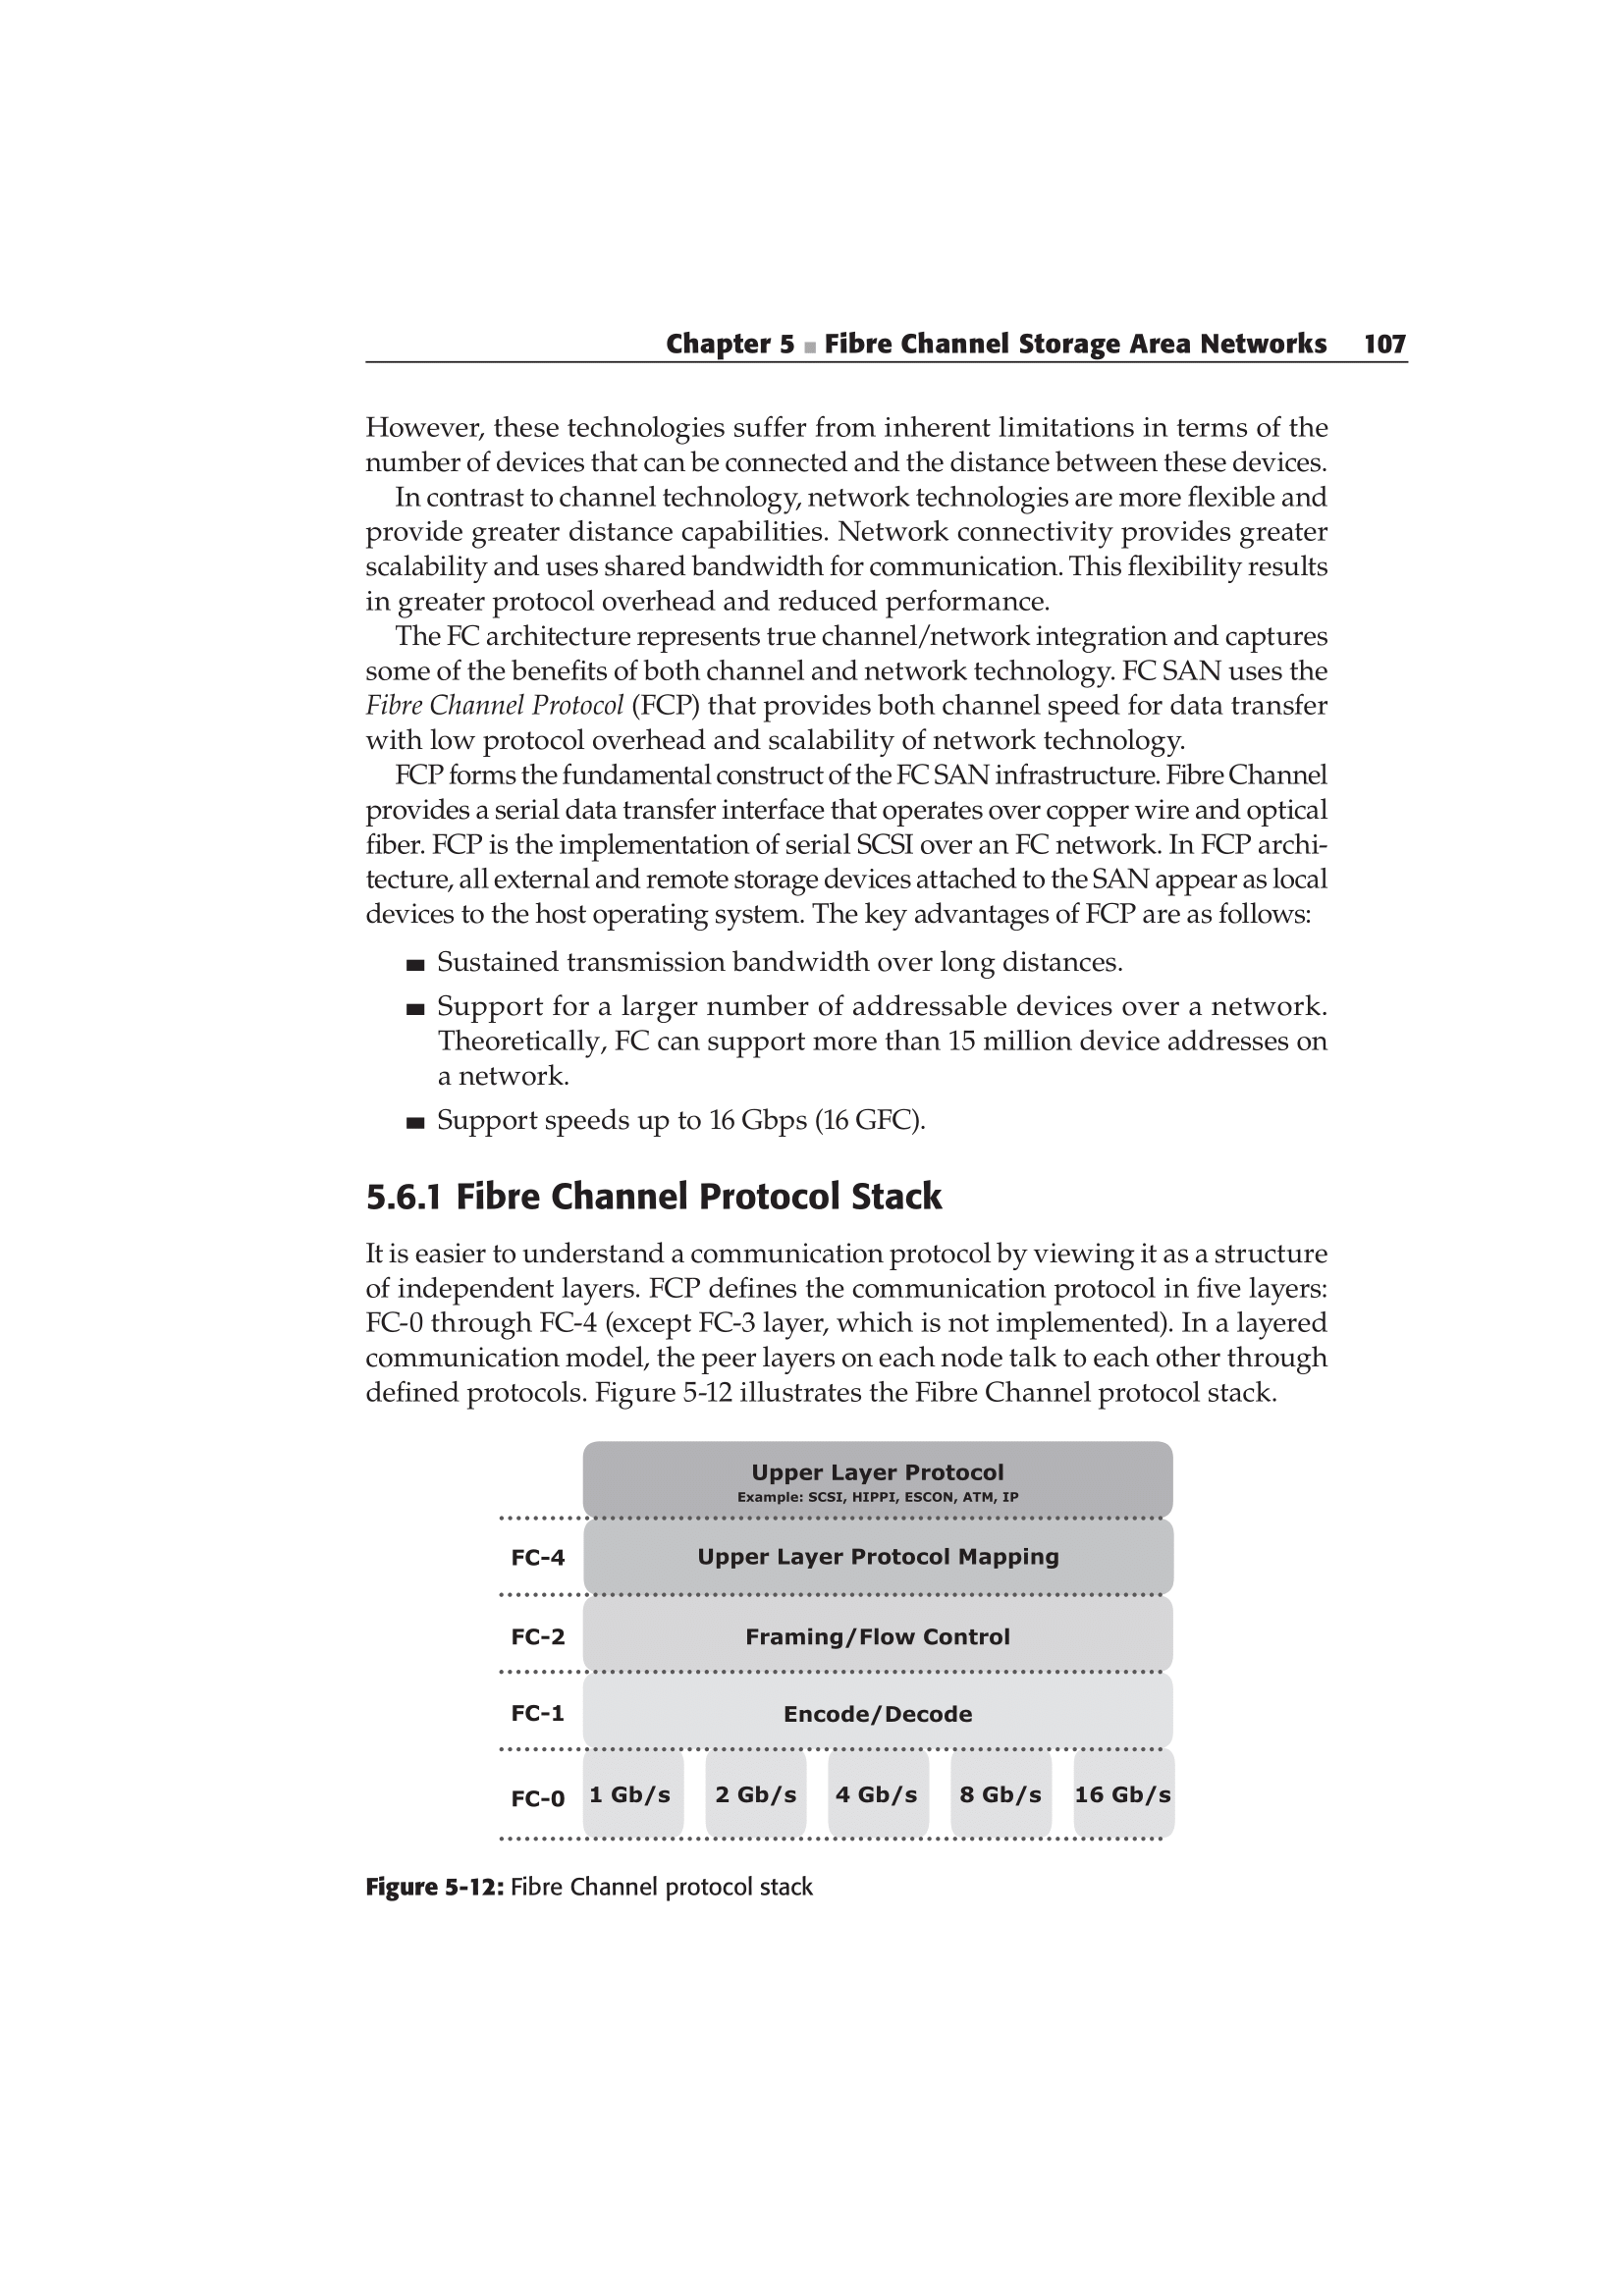 Chapter 5 ■ Fibre Channel Storage Area Networks 107
However, these technologies suffer from inherent limitations in terms of the
number of devices that can be connected and the distance between these devices.
In contrast to channel technology, network technologies are more flexible and
provide greater distance capabilities. Network connectivity provides greater
scalability and uses shared bandwidth for communication. This flexibility results
in greater protocol overhead and reduced performance.
The FC architecture represents true channel/network integration and captures
some of the benefits of both channel and network technology. FC SAN uses the
Fibre Channel Protocol (FCP) that provides both channel speed for data transfer
with low protocol overhead and scalability of network technology.
FCP forms the fundamental construct of the FC SAN infrastructure. Fibre Channel
provides a serial data transfer interface that operates over copper wire and optical
fiber. FCP is the implementation of serial SCSI over an FC network. In FCP archi-
tecture, all external and remote storage devices attached to the SAN appear as local
devices to the host operating system. The key advantages of FCP are as follows:
■ Sustained transmission bandwidth over long distances.
■ Support for a larger number of addressable devices over a network.
Theoretically, FC can support more than 15 million device addresses on
a network.
■ Support speeds up to 16 Gbps (16 GFC).
5.6.1 Fibre Channel Protocol Stack
It is easier to understand a communication protocol by viewing it as a structure
of independent layers. FCP defines the communication protocol in five layers:
FC-0 through FC-4 (except FC-3 layer, which is not implemented). In a layered
communication model, the peer layers on each node talk to each other through
defined protocols. Figure 5-12 illustrates the Fibre Channel protocol stack.
Upper Layer Protocol
Example: SCSI, HIPPI, ESCON, ATM, IP
FC-4 Upper Layer Protocol Mapping
FC-2 Framing/Flow Control
FC-1 Encode/Decode
FC-0 1 Gb/s 2 Gb/s 4 Gb/s 8 Gb/s 16 Gb/s
Figure 5-12: Fibre Channel protocol stack